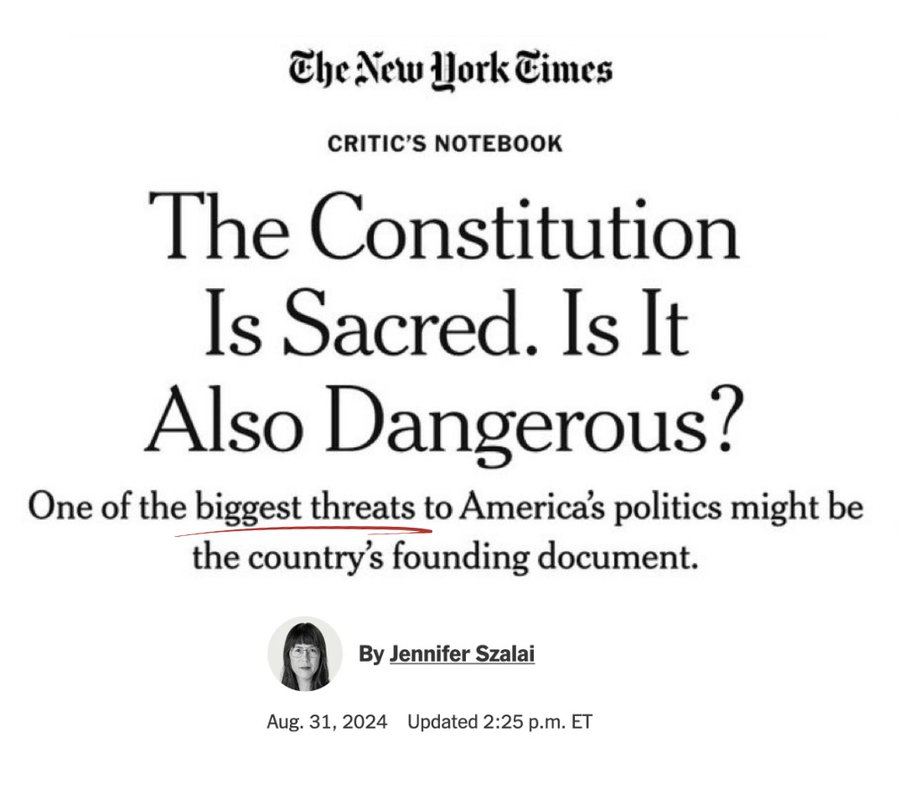 The New York Times
CRITIC’S NOTEBOOK
The Constitution
Is Sacred. Is It
Also Dangerous?
One of the biggest threats to America’s politics might be
the country’s founding document.
By Jennifer Szalai
Aug. 31, 2024 Updated 2:25 p.m. ET